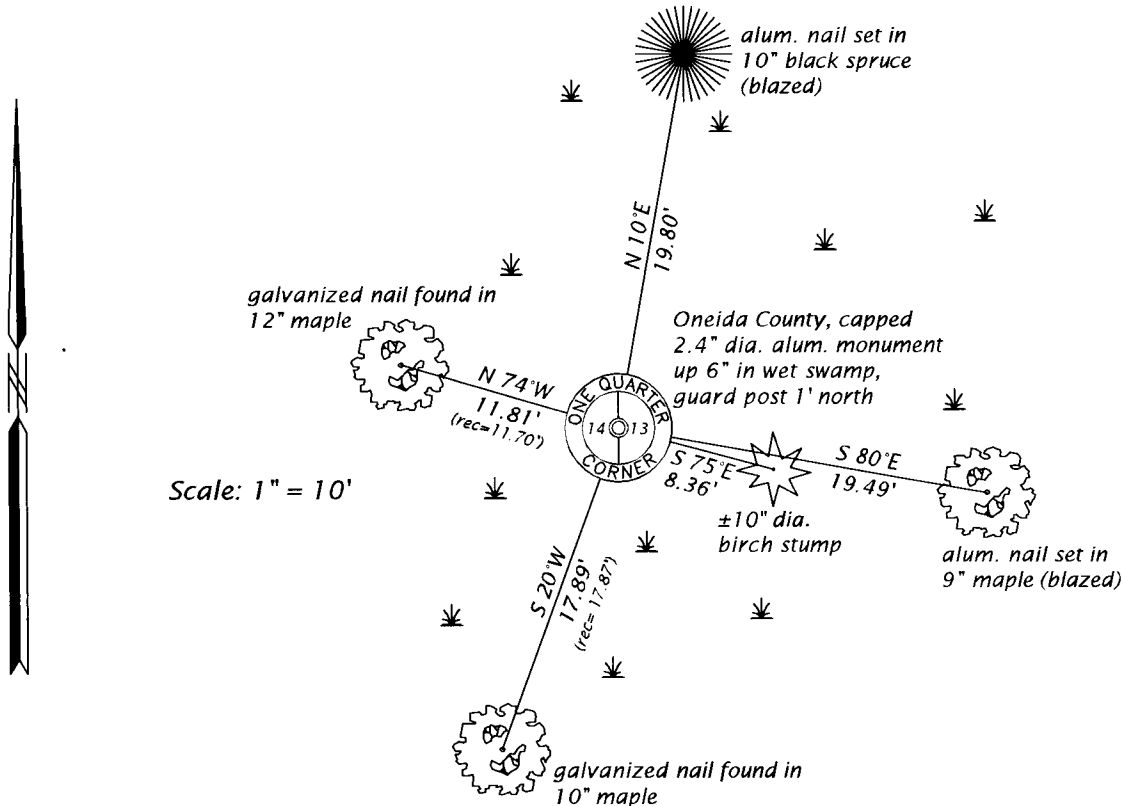 alum. nail set in
10" black spruce
(blazed)
N 10°E
19.80'
galvanized nail found in
12" maple
Oneida County, capped
2.4" dia. alum. monument
up 6" in wet swamp,
guard post 1' north
N 74°W
11.81'
(rec=11.70')
ONE QUARTER
14 13
CORNER
S 75°E
8.36'
S 80°E
19.49'
Scale: 1" = 10'
±10" dia.
birch stump
alum. nail set in
9" maple (blazed)
S 20°W
17.89'
(rec= 17.87')
galvanized nail found in
10" maple